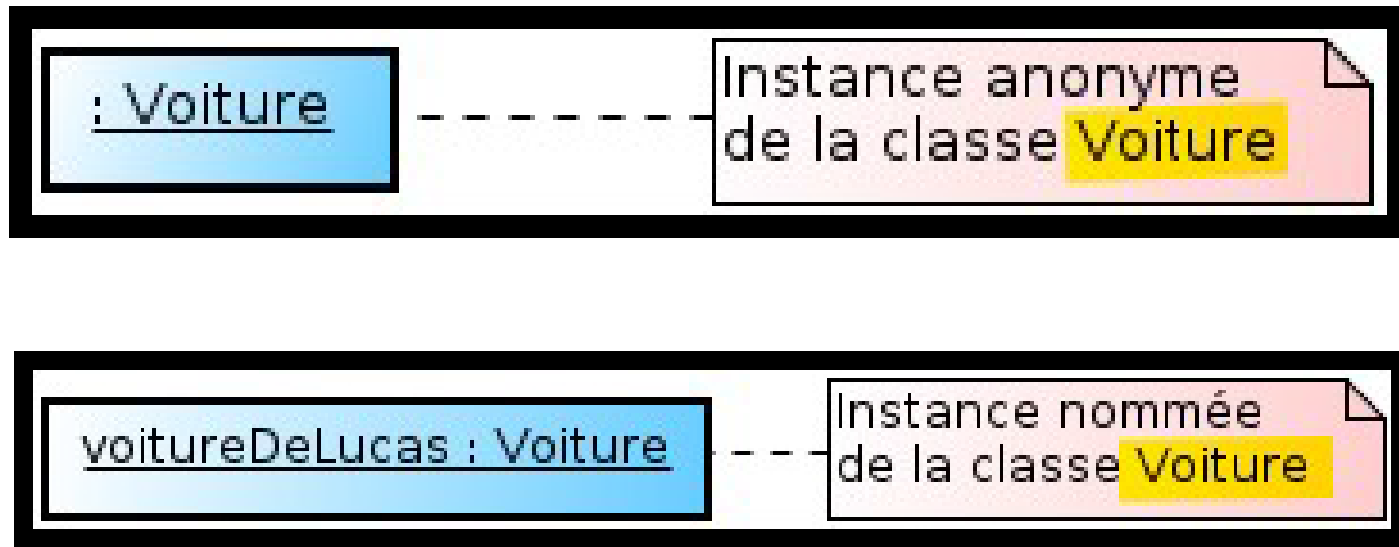 : Voiture
Instance anonyme
de la classe Voiture
voitureDeLucas : Voiture
Instance nommée
de la classe Voiture